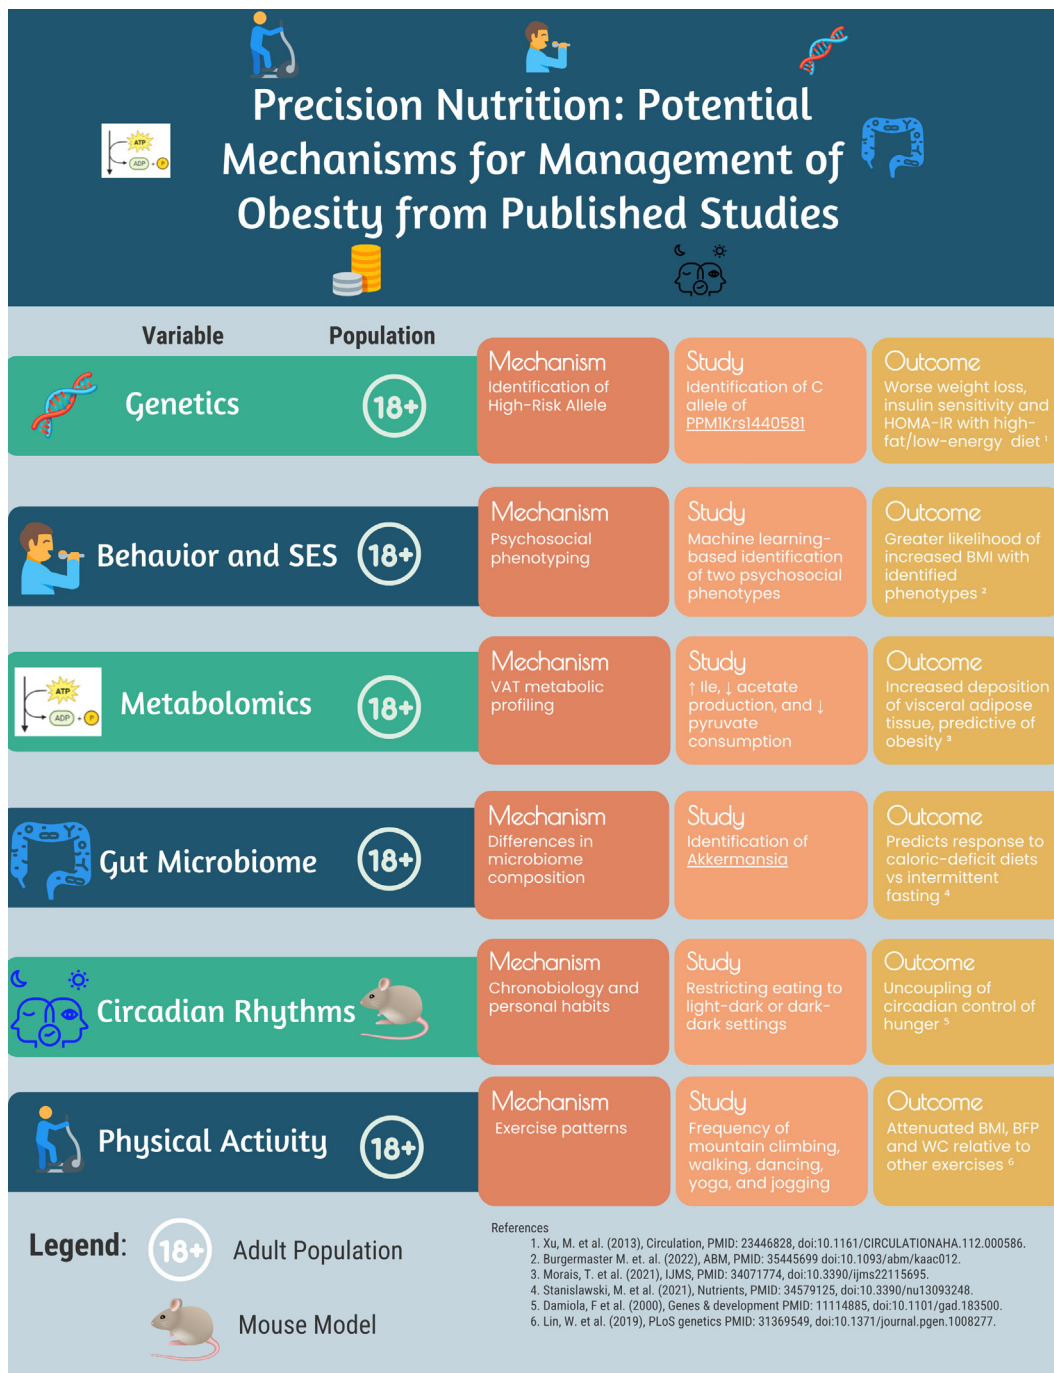 Precision Nutrition: Potential
Mechanisms for Management of
Obesity from Published Studies
ATP
ADP + P
Variable
Population
Genetics
18+
Mechanism
Identification of
High-Risk Allele
Study
Identification of C
allele of
PPM1Krs1440581
Outcome
Worse weight loss,
insulin sensitivity and
HOMA-IR with high-
fat/low-energy diet ¹
Behavior and SES
18+
Mechanism
Psychosocial
phenotyping
Study
Machine learning-
based identification
of two psychosocial
phenotypes
Outcome
Greater likelihood of
increased BMI with
identified
phenotypes ²
ATP
ADP + P
Metabolomics
18+
Mechanism
VAT metabolic
profiling
Study
↑ Ile, ↓ acetate
production, and ↓
pyruvate
consumption
Outcome
Increased deposition
of visceral adipose
tissue, predictive of
obesity ³
Gut Microbiome
18+
Mechanism
Differences in
microbiome
composition
Study
Identification of
Akkermansia
Outcome
Predicts response to
caloric-deficit diets
vs intermittent
fasting ⁴
Circadian Rhythms
Mechanism
Chronobiology and
personal habits
Study
Restricting eating to
light-dark or dark-
dark settings
Outcome
Uncoupling of
circadian control of
hunger ⁵
Physical Activity
18+
Mechanism
Exercise patterns
Study
Frequency of
mountain climbing,
walking, dancing,
yoga, and jogging
Outcome
Attenuated BMI, BFP
and WC relative to
other exercises ⁶
Legend:
18+
Adult Population
Mouse Model
References
1. Xu, M. et al. (2013), Circulation, PMID: 23446828, doi:10.1161/CIRCULATIONAHA.112.000586.
2. Burgermaster M. et. al. (2022), ABM, PMID: 35445699 doi:10.1093/abm/kaac012.
3. Morais, T. et al. (2021), IJMS, PMID: 34071774, doi:10.3390/ijms22115695.
4. Stanislawski, M. et al. (2021), Nutrients, PMID: 34579125, doi:10.3390/nu13093248.
5. Damiola, F et al. (2000), Genes & development PMID: 11114885, doi:10.1101/gad.183500.
6. Lin, W. et al. (2019), PLoS genetics PMID: 31369549, doi:10.1371/journal.pgen.1008277.